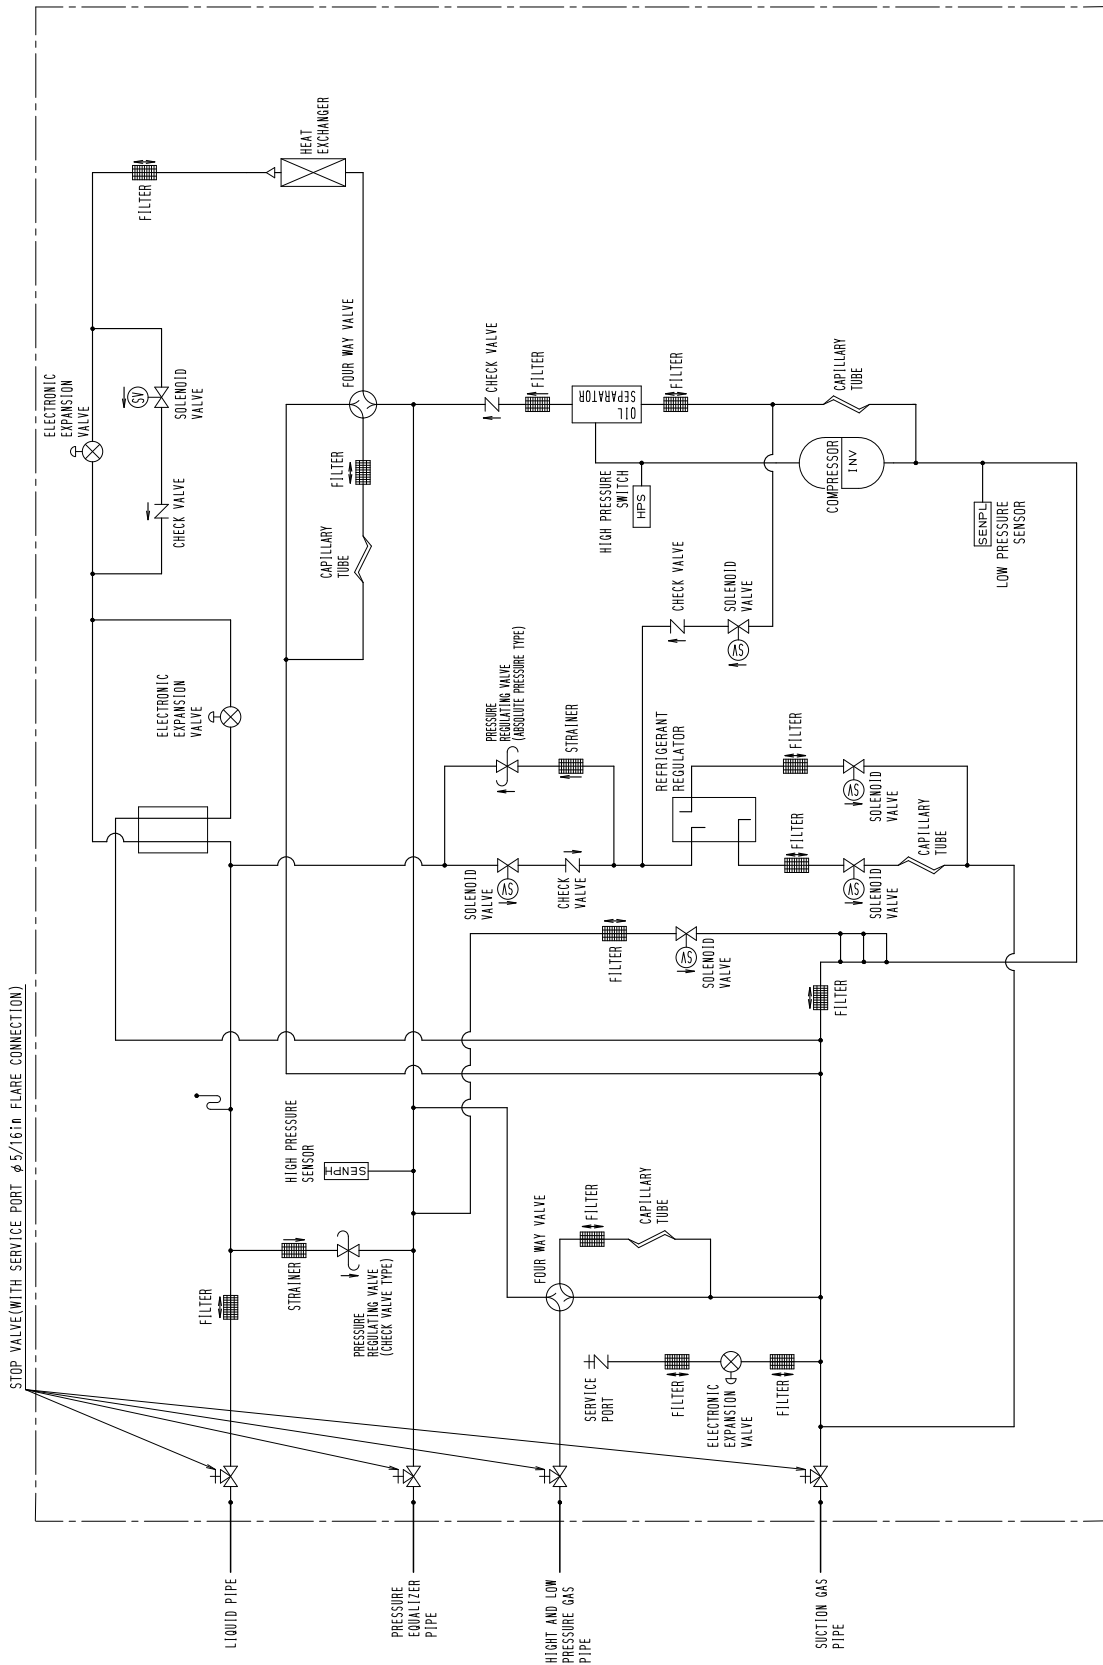 STOP VALVE(WITH SERVICE PORT φ5/16in FLARE CONNECTION)
ELECTRONIC
EXPANSION
VALVE
SV
SOLENOID
VALVE
CHECK VALVE
FILTER
HEAT
EXCHANGER
ELECTRONIC
EXPANSION
VALVE
FOUR WAY VALVE
FILTER
CAPILLARY
TUBE
CHECK VALVE
FILTER
OIL
SEPARATOR
FILTER
CAPILLARY
TUBE
HIGH PRESSURE
SWITCH
HPS
COMPRESSOR
INV
SENPL
LOW PRESSURE
SENSOR
CHECK VALVE
SOLENOID
VALVE
SV
PRESSURE
REGULATING VALVE
(ABSOLUTE PRESSURE TYPE)
STRAINER
REFRIGERANT
REGULATOR
FILTER
SV
SOLENOID
VALVE
FILTER
SV
SOLENOID
VALVE
CAPILLARY
TUBE
SOLENOID
VALVE
SV
CHECK
VALVE
FILTER
SV
SOLENOID
VALVE
FILTER
HIGH PRESSURE
SENSOR
SENPH
FILTER
STRAINER
PRESSURE
REGULATING VALVE
(CHECK VALVE TYPE)
FOUR WAY VALVE
FILTER
CAPILLARY
TUBE
SERVICE
PORT
FILTER
ELECTRONIC
EXPANSION
VALVE
FILTER
LIQUID PIPE
PRESSURE
EQUALIZER
PIPE
HIGHT AND LOW
PRESSURE GAS
PIPE
SUCTION GAS
PIPE